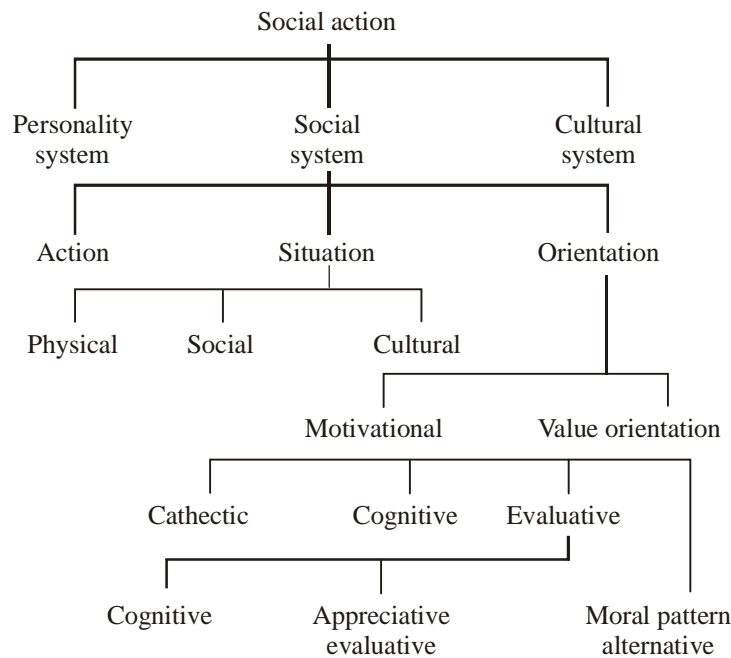 Social action
Personality
system
Social
system
Cultural
system
Action
Situation
Orientation
Physical
Social
Cultural
Motivational
Value orientation
Cathectic
Cognitive
Evaluative
Cognitive
Appreciative
evaluative
Moral pattern
alternative